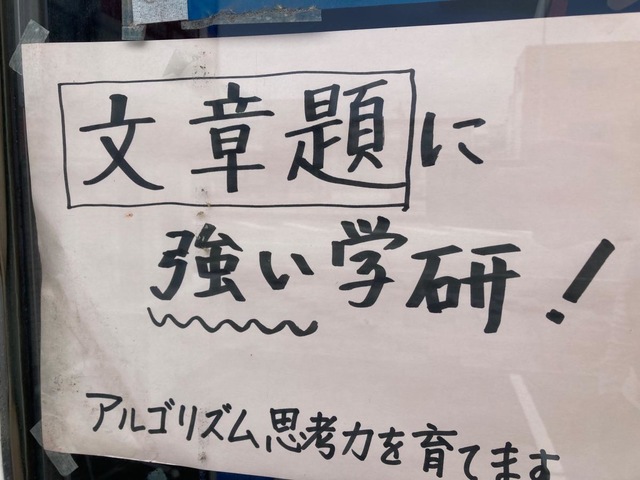 文章題に
強い学研!
アルゴリズム思考力を育てます